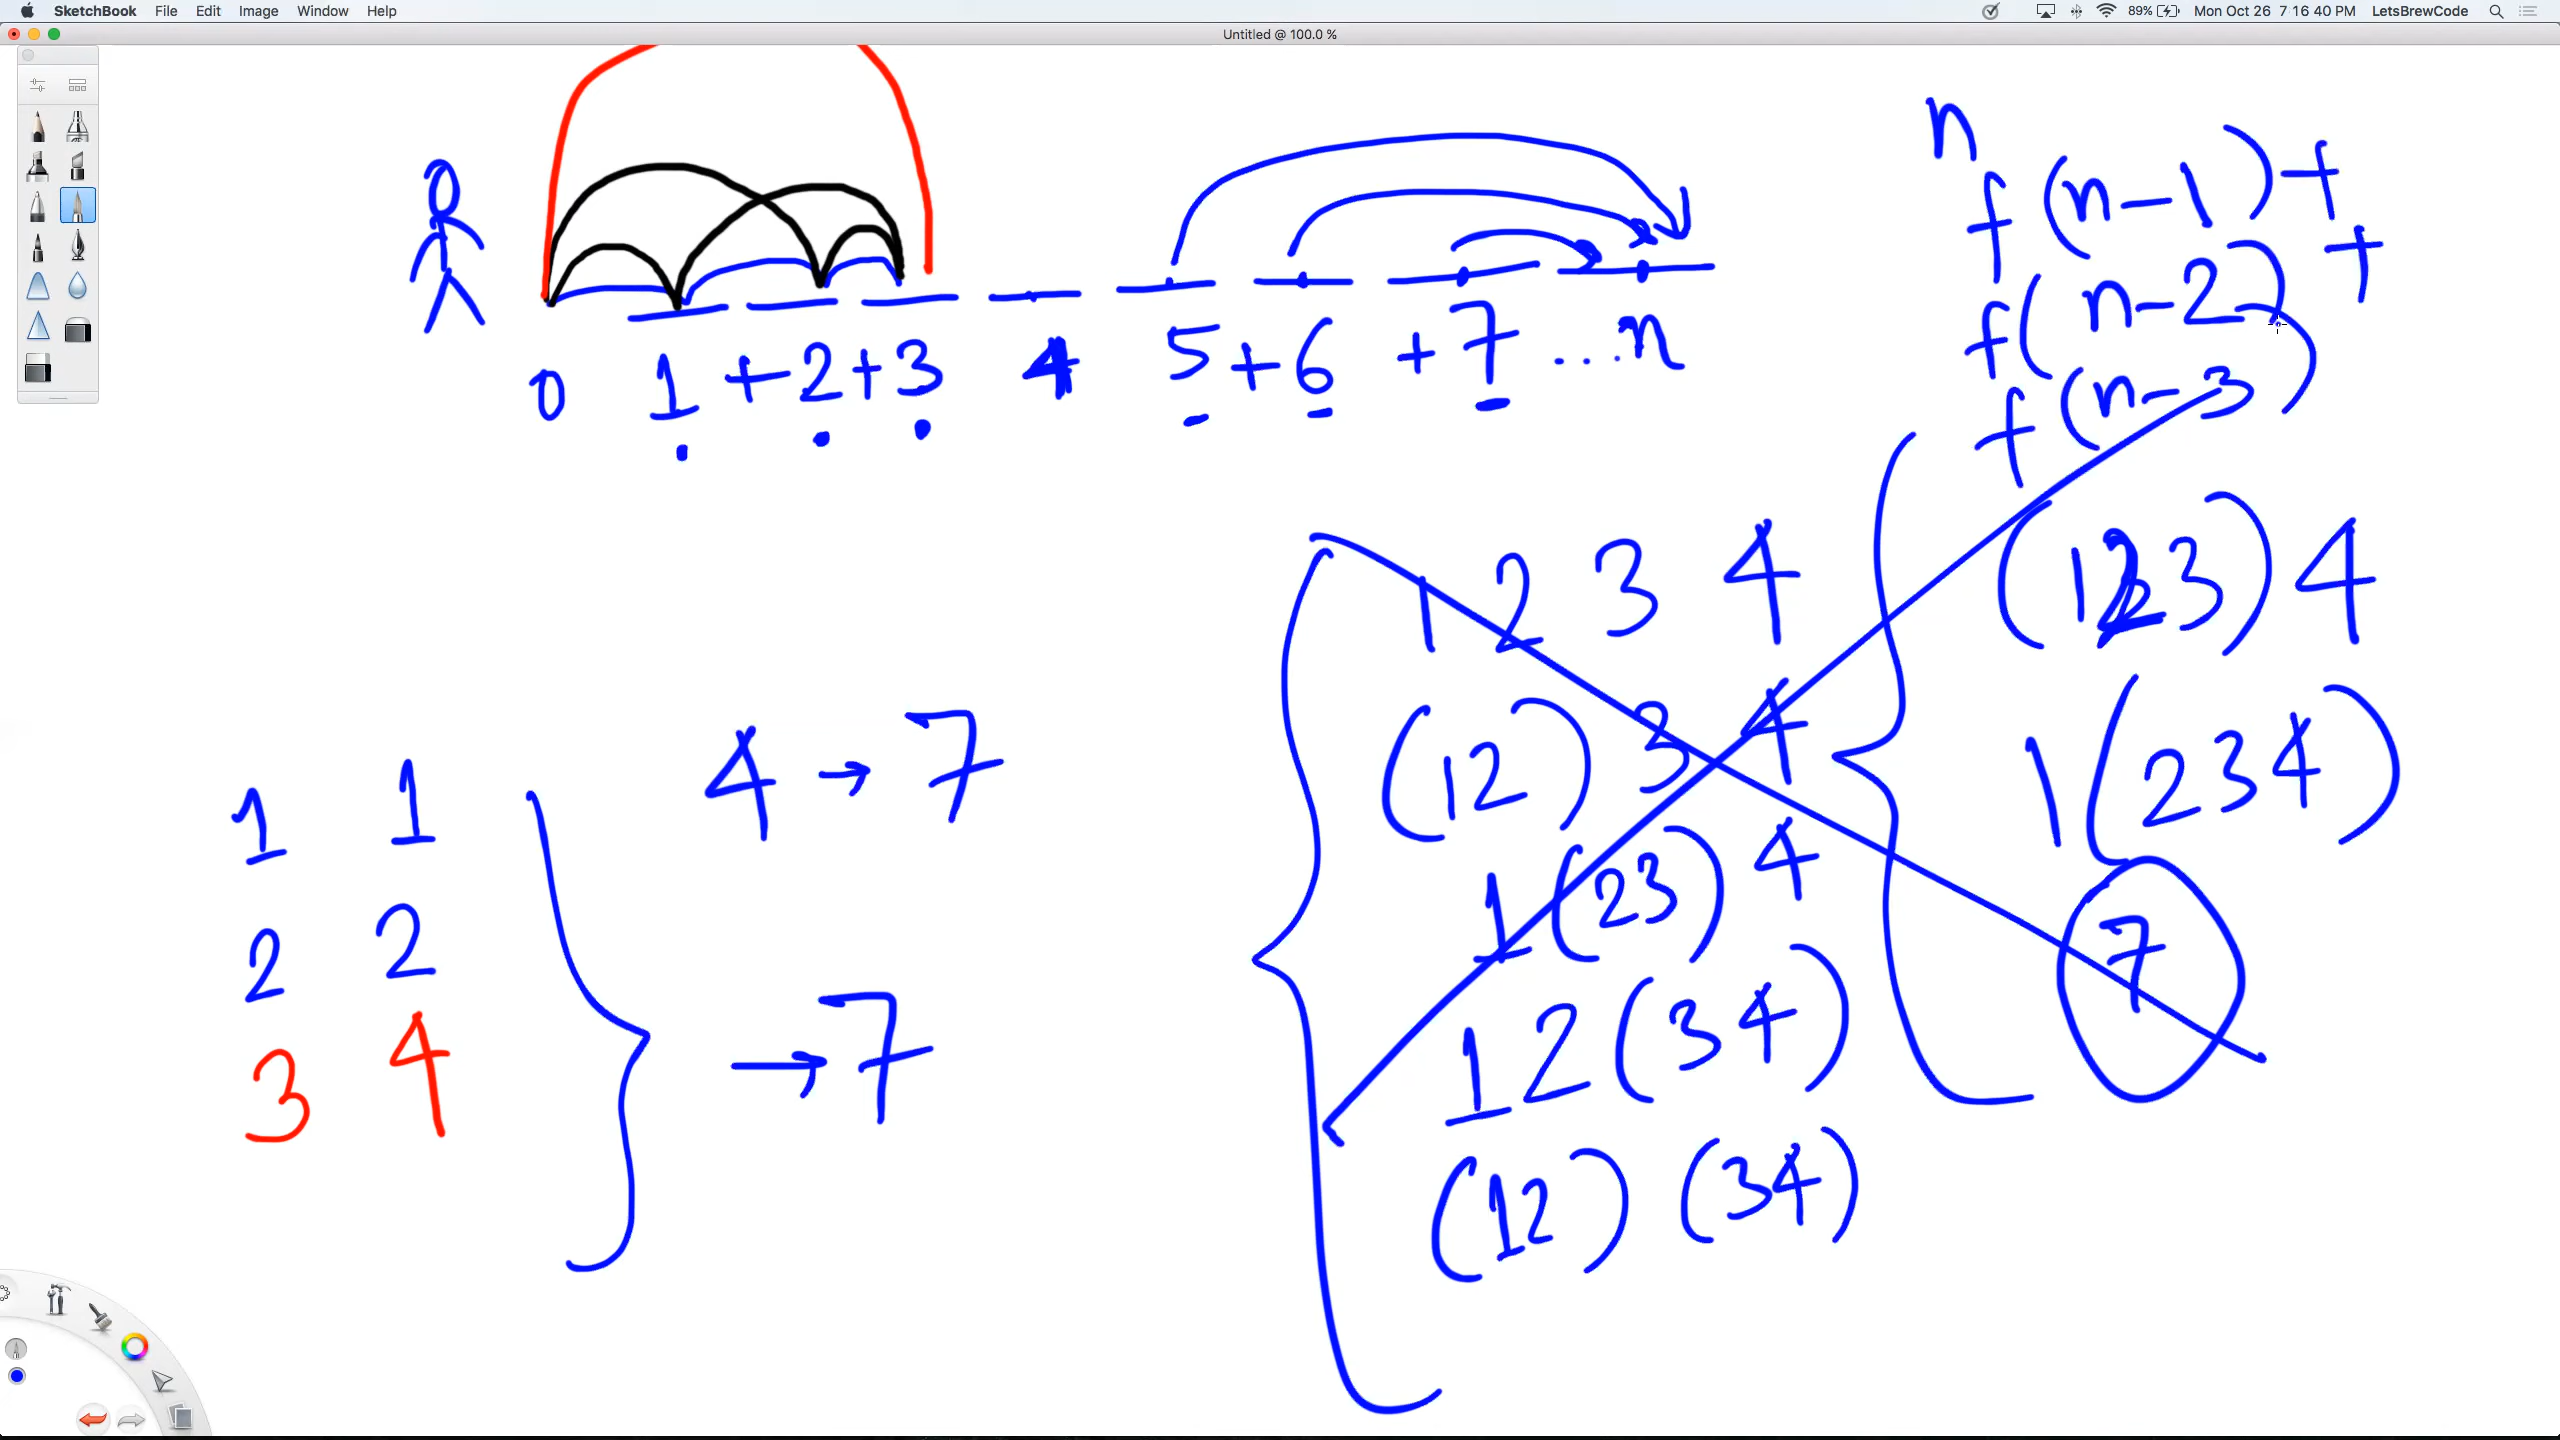 SketchBook File Edit Image Window Help 89% Mon Oct 26 7 16 40 PM LetsBrewCode
Untitled @ 100.0 %
n
f(n-1) +
f(n-2) +
f(n-3)
0 1 + 2 + 3 4 5 + 6 + 7 ... n
1 2 3 4
(12) 3 4
1 (23) 4
1 2 (34)
(12) (34)
(123) 4
1 (234)
7
1 1
2 2
3 4
4 → 7
→ 7